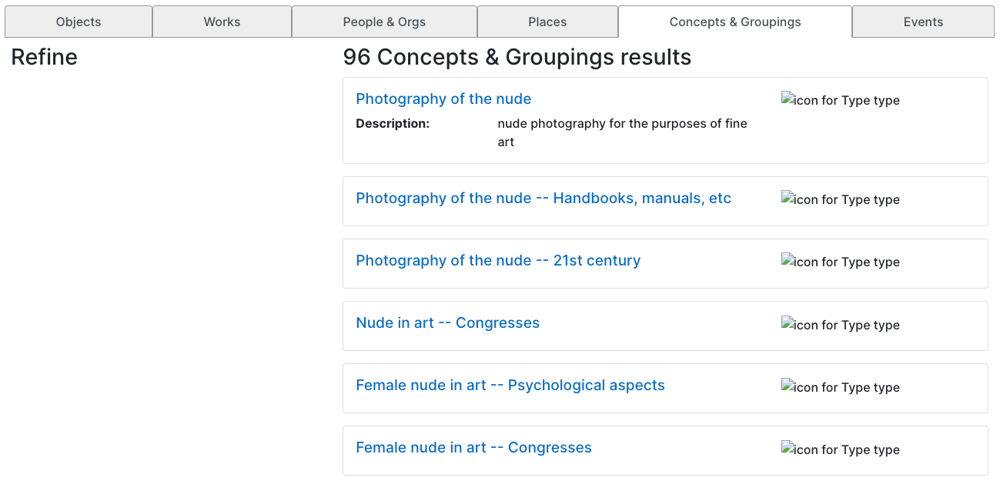 Objects
Works
People & Orgs
Places
Concepts & Groupings
Events
Refine
96 Concepts & Groupings results
Photography of the nude
icon for Type type
Description:
nude photography for the purposes of fine
art
Photography of the nude -- Handbooks, manuals, etc
icon for Type type
Photography of the nude -- 21st century
icon for Type type
Nude in art -- Congresses
icon for Type type
Female nude in art -- Psychological aspects
icon for Type type
Female nude in art -- Congresses
icon for Type type